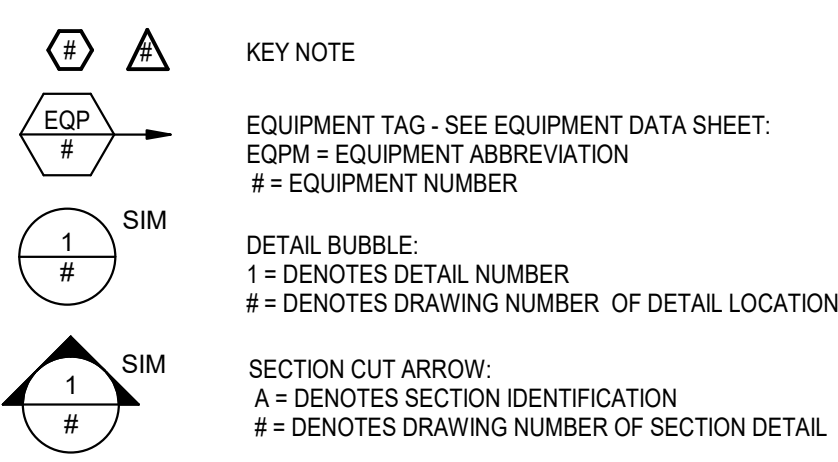 # # KEY NOTE
EQP
#
EQUIPMENT TAG - SEE EQUIPMENT DATA SHEET:
EQPM = EQUIPMENT ABBREVIATION
# = EQUIPMENT NUMBER
SIM
1
#
DETAIL BUBBLE:
1 = DENOTES DETAIL NUMBER
# = DENOTES DRAWING NUMBER OF DETAIL LOCATION
SIM
1
#
SECTION CUT ARROW:
A = DENOTES SECTION IDENTIFICATION
# = DENOTES DRAWING NUMBER OF SECTION DETAIL